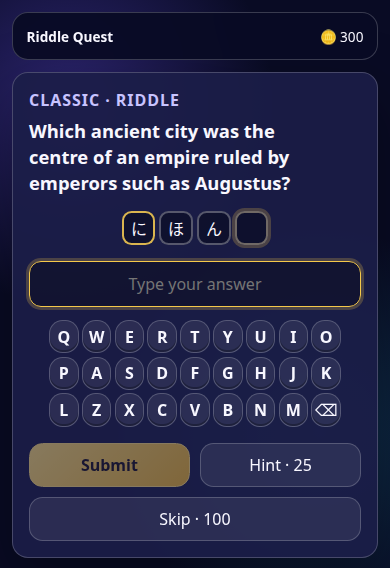 Riddle Quest 🪙 300
CLASSIC · RIDDLE
Which ancient city was the
centre of an empire ruled by
emperors such as Augustus?
に ほ ん
Type your answer
Q W E R T Y U I O
P A S D F G H J K
L Z X C V B N M ⌫
Submit Hint · 25
Skip · 100